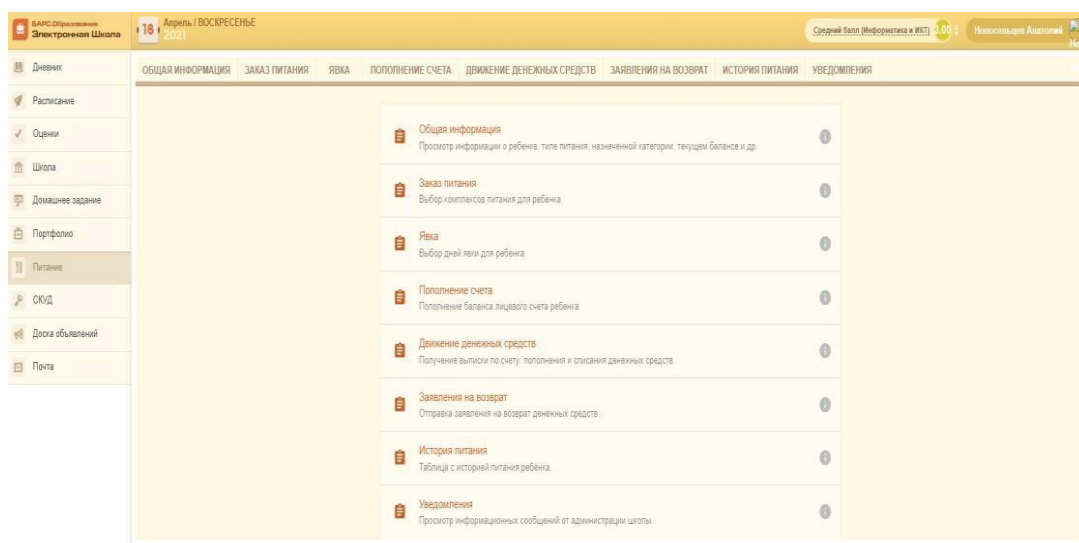 БАРС.Образование
Электронная Школа
18
Апрель / ВОСКРЕСЕНЬЕ
2021
Средний балл (Информатика и ИКТ)
3.00
Новосельцев Анатолий
Дневник
Расписание
Оценки
Школа
Домашнее задание
Портфолио
Питание
СКУД
Доска объявлений
Почта
ОБЩАЯ ИНФОРМАЦИЯ ЗАКАЗ ПИТАНИЯ ЯВКА ПОПОЛНЕНИЕ СЧЕТА ДВИЖЕНИЕ ДЕНЕЖНЫХ СРЕДСТВ ЗАЯВЛЕНИЯ НА ВОЗВРАТ ИСТОРИЯ ПИТАНИЯ УВЕДОМЛЕНИЯ
Общая информация
Просмотр информации о ребенке, типе питания, назначенной категории, текущем балансе и др.
Заказ питания
Выбор комплексов питания для ребенка.
Явка
Выбор дней явки для ребенка.
Пополнение счета
Пополнение баланса лицевого счета ребенка.
Движение денежных средств
Получение выписки по счету: пополнения и списания денежных средств.
Заявления на возврат
Отправка заявления на возврат денежных средств.
История питания
Таблица с историей питания ребёнка.
Уведомления
Просмотр информационных сообщений от администрации школы.